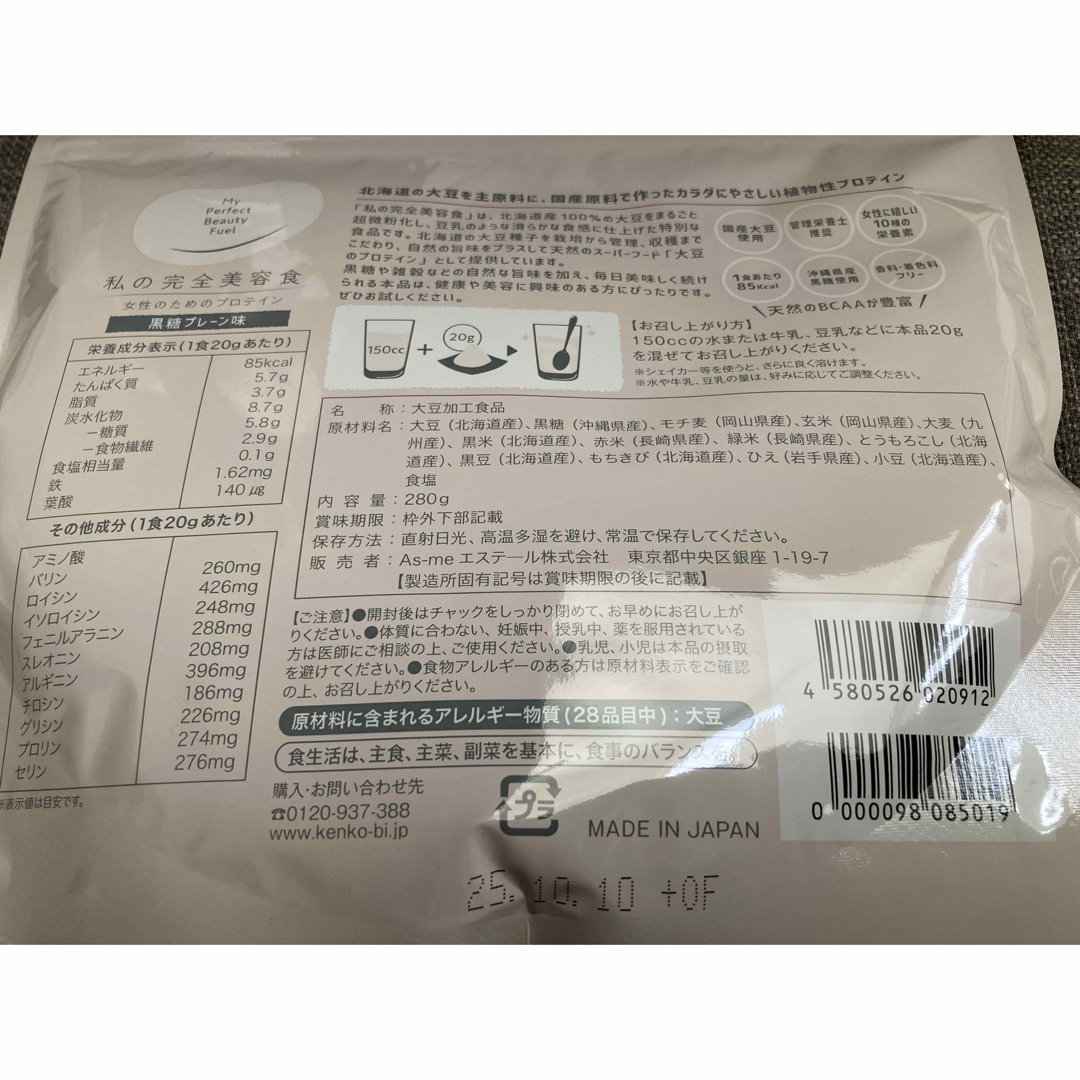 My
Perfect
Beauty
Fuel
私の完全美容食
女性のためのプロテイン
黒糖プレーン味
栄養成分表示(1食20gあたり)
エネルギー 85kcal
たんぱく質 5.7g
脂質 3.7g
炭水化物 8.7g
－糖質 5.8g
－食物繊維 2.9g
食塩相当量 0.1g
鉄 1.62mg
葉酸 140㎍
その他成分(1食20gあたり)
アミノ酸
バリン 260mg
ロイシン 426mg
イソロイシン 248mg
フェニルアラニン 288mg
スレオニン 208mg
アルギニン 396mg
チロシン 186mg
グリシン 226mg
プロリン 274mg
セリン 276mg
※表示値は目安です。
北海道の大豆を主原料に、国産原料で作ったカラダにやさしい植物性プロテイン
「私の完全美容食」は、北海道産100%の大豆をまるごと
超微粉化し、豆乳のような滑らかな食感に仕上げた特別な
食品です。北海道の大豆種子を栽培から管理、収穫まで
こだわり、自然の旨味をプラスして天然のスーパーフード「大豆
のプロテイン」として提供しています。
黒糖や雑穀などの自然な旨味を加え、毎日美味しく続け
られる本品は、健康や美容に興味のある方にぴったりです。
ぜひお試しください。
国産大豆
使用
管理栄養士
推奨
女性に嬉しい
10種の
栄養素
1食あたり
85Kcal
沖縄県産
黒糖使用
香料・着色料
フリー
天然のBCAAが豊富
150cc
+
20g
【お召し上がり方】
150ccの水または牛乳、豆乳などに本品20g
を混ぜてお召し上がりください。
※シェイカー等を使うと、さらに良く溶けます。
※水や牛乳、豆乳の量は、好みに応じてご調整ください。
名 称：大豆加工食品
原材料名：大豆（北海道産）、黒糖（沖縄県産）、モチ麦（岡山県産）、玄米（岡山県産）、大麦（九
州産）、黒米（北海道産）、赤米（長崎県産）、緑米（長崎県産）、とうもろこし（北海
道産）、黒豆（北海道産）、もちきび（北海道産）、ひえ（岩手県産）、小豆（北海道産）、
食塩
内容量：280g
賞味期限：枠外下部記載
保存方法：直射日光、高温多湿を避け、常温で保存してください。
販売者：As-meエステール株式会社 東京都中央区銀座1-19-7
【製造所固有記号は賞味期限の後に記載】
【ご注意】●開封後はチャックをしっかり閉めて、お早めにお召し上が
りください。●体質に合わない、妊娠中、授乳中、薬を服用されている
方は医師にご相談の上、ご使用ください。●乳児、小児は本品の摂取
を避けてください。●食物アレルギーのある方は原材料表示をご確認
の上、お召し上がりください。
原材料に含まれるアレルギー物質(28品目中)：大豆
食生活は、主食、主菜、副菜を基本に、食事のバランスを。
購入・お問い合わせ先
☎0120-937-388
www.kenko-bi.jp
プラ
MADE IN JAPAN
4 580526 020912
0 000098 085019
25.10.10 +OF